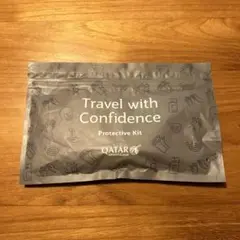 Travel with
Confidence
Protective Kit
QATAR